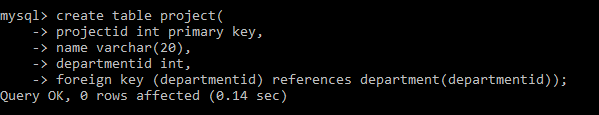 mysql> create table project(
    -> projectid int primary key,
    -> name varchar(20),
    -> departmentid int,
    -> foreign key (departmentid) references department(departmentid));
Query OK, 0 rows affected (0.14 sec)